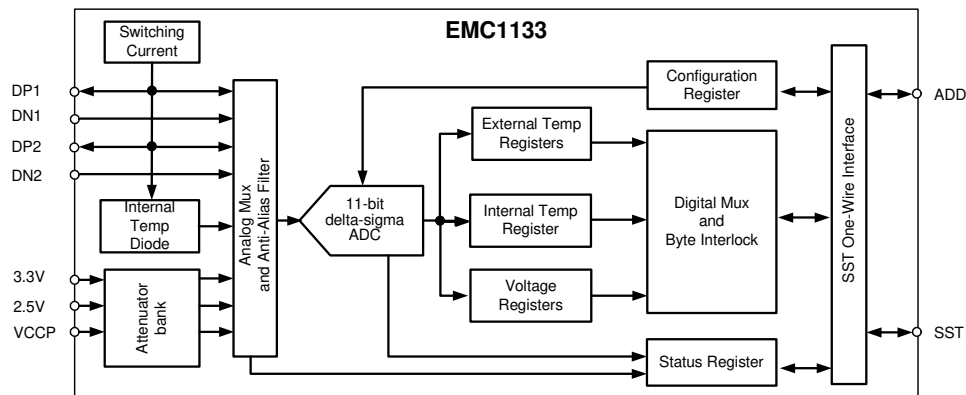 EMC1133
Switching
Current
DP1
DN1
DP2
DN2
Internal
Temp
Diode
3.3V
2.5V
VCCP
Attenuator
bank
Analog Mux
and Anti-Alias Filter
11-bit
delta-sigma
ADC
External Temp
Registers
Internal Temp
Register
Voltage
Registers
Configuration
Register
Digital Mux
and
Byte Interlock
Status Register
SST One-Wire Interface
ADD
SST